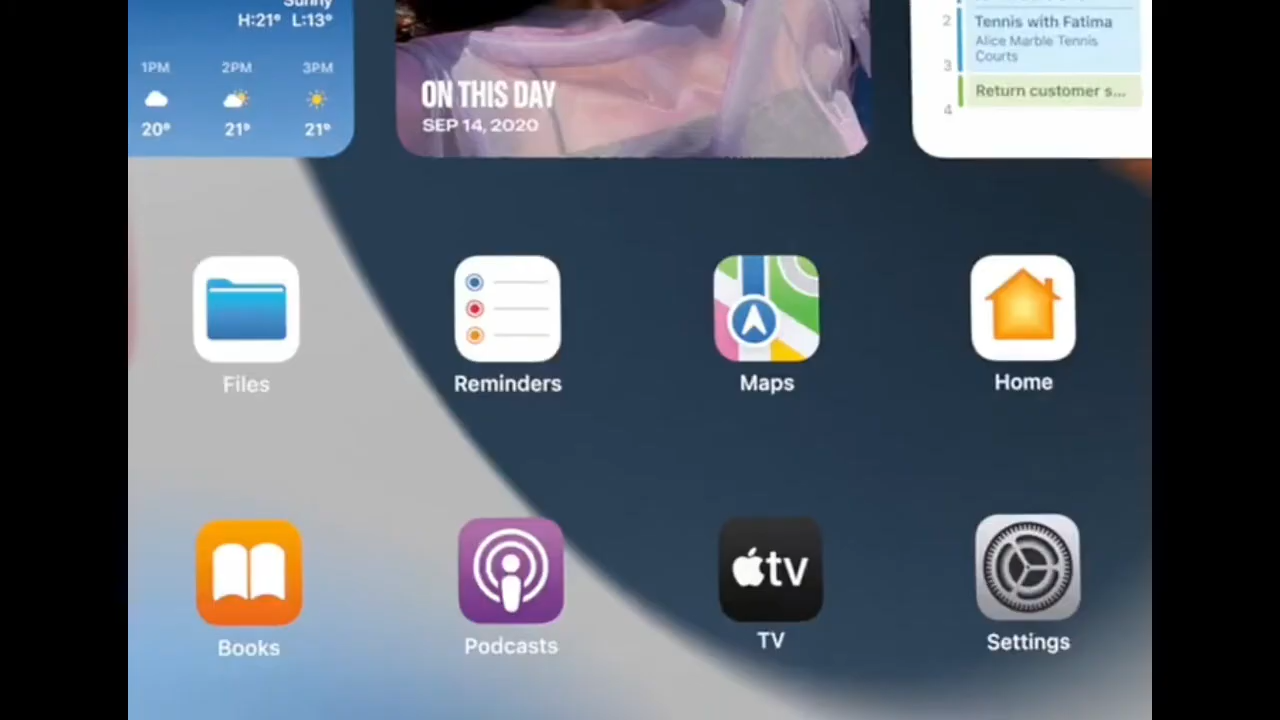 Sunny
H:21° L:13°
1PM 2PM 3PM
20° 21° 21°
ON THIS DAY
SEP 14, 2020
2
Tennis with Fatima
Alice Marble Tennis
Courts
3
Return customer s...
4
Files
Reminders
Maps
Home
tv
Books
Podcasts
TV
Settings